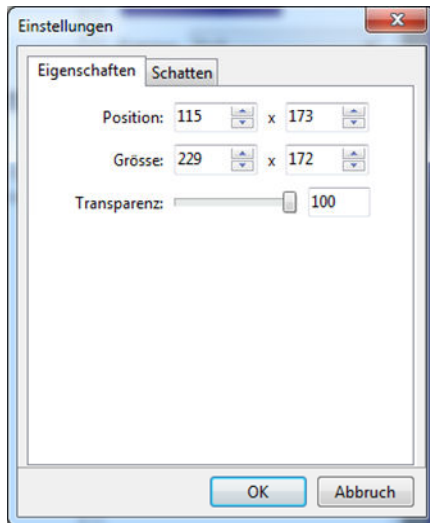 Einstellungen
Eigenschaften Schatten
Position: 115 x 173
Grösse: 229 x 172
Transparenz: 100
OK Abbruch